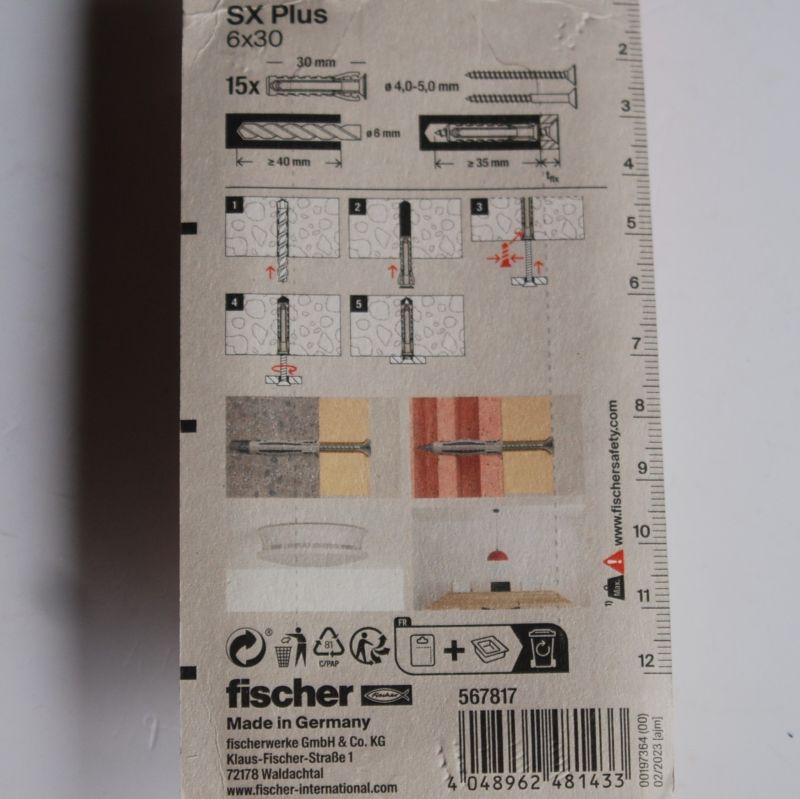 SX Plus
6x30
30 mm
15x
ø 4,0-5,0 mm
ø 6 mm
≥ 40 mm
≥ 35 mm
tfix
1
2
3
4
5
2
3
4
5
6
7
8
9
10
11
12
www.fischersafety.com
Max.
1)
®
81
C/PAP
FR
fischer
fischer
Made in Germany
fischerwerke GmbH & Co. KG
Klaus-Fischer-Straße 1
72178 Waldachtal
www.fischer-international.com
567817
4 048962 481433
00197364 (00)
02/2023 [ajm]